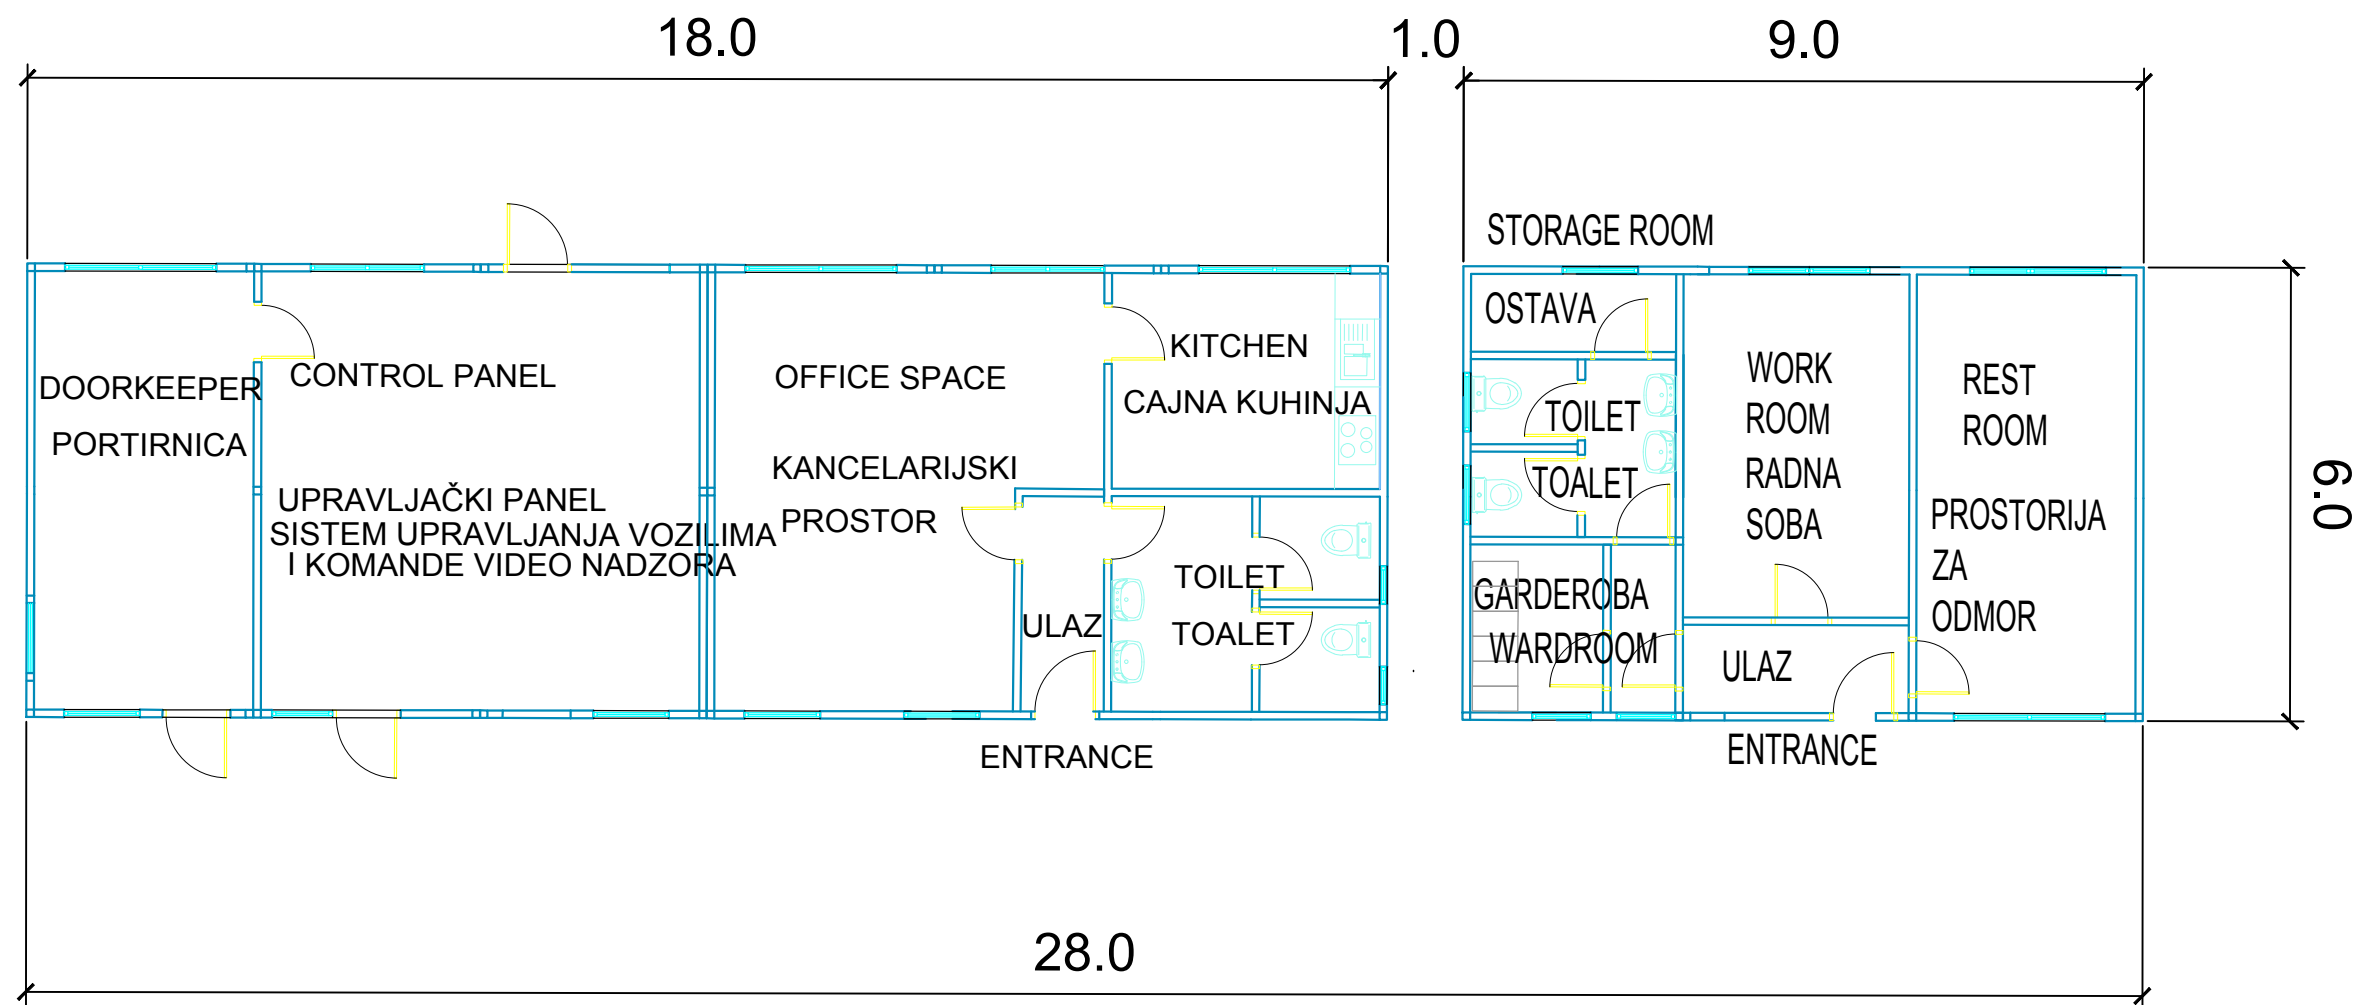 18.0
1.0
9.0
STORAGE ROOM
DOORKEEPER
PORTIRNICA
CONTROL PANEL
UPRAVLJAČKI PANEL
SISTEM UPRAVLJANJA VOZILIMA
I KOMANDE VIDEO NADZORA
OFFICE SPACE
KANCELARIJSKI
PROSTOR
KITCHEN
CAJNA KUHINJA
TOILET
TOALET
ULAZ
ENTRANCE
OSTAVA
TOILET
TOALET
GARDEROBA
WARDROOM
WORK
ROOM
RADNA
SOBA
ULAZ
ENTRANCE
REST
ROOM
PROSTORIJA
ZA
ODMOR
6.0
28.0